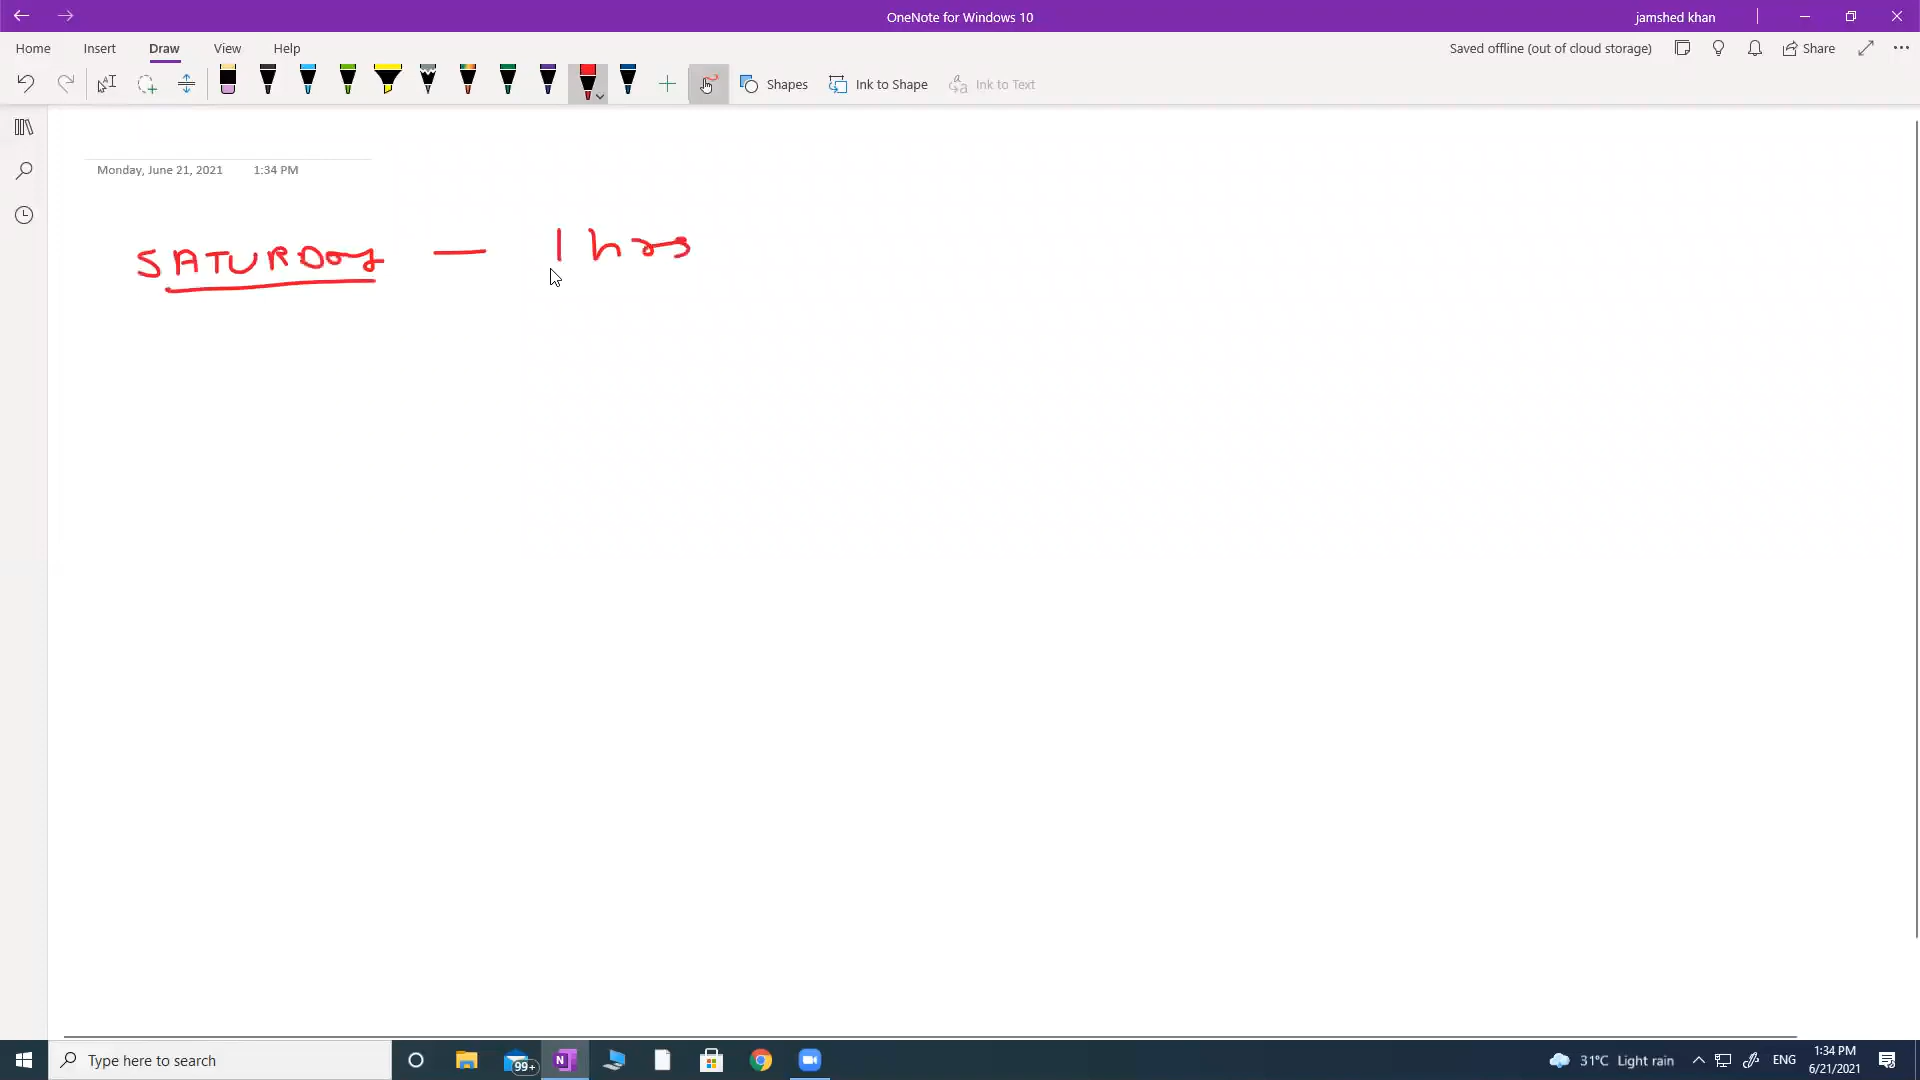 OneNote for Windows 10
jamshed khan
Home Insert Draw View Help
Saved offline (out of cloud storage)
Share
Shapes
Ink to Shape
Ink to Text
Monday, June 21, 2021 1:34 PM
SATURDay — 1 hrs
Type here to search
99+
N
31°C Light rain
ENG
1:34 PM
6/21/2021